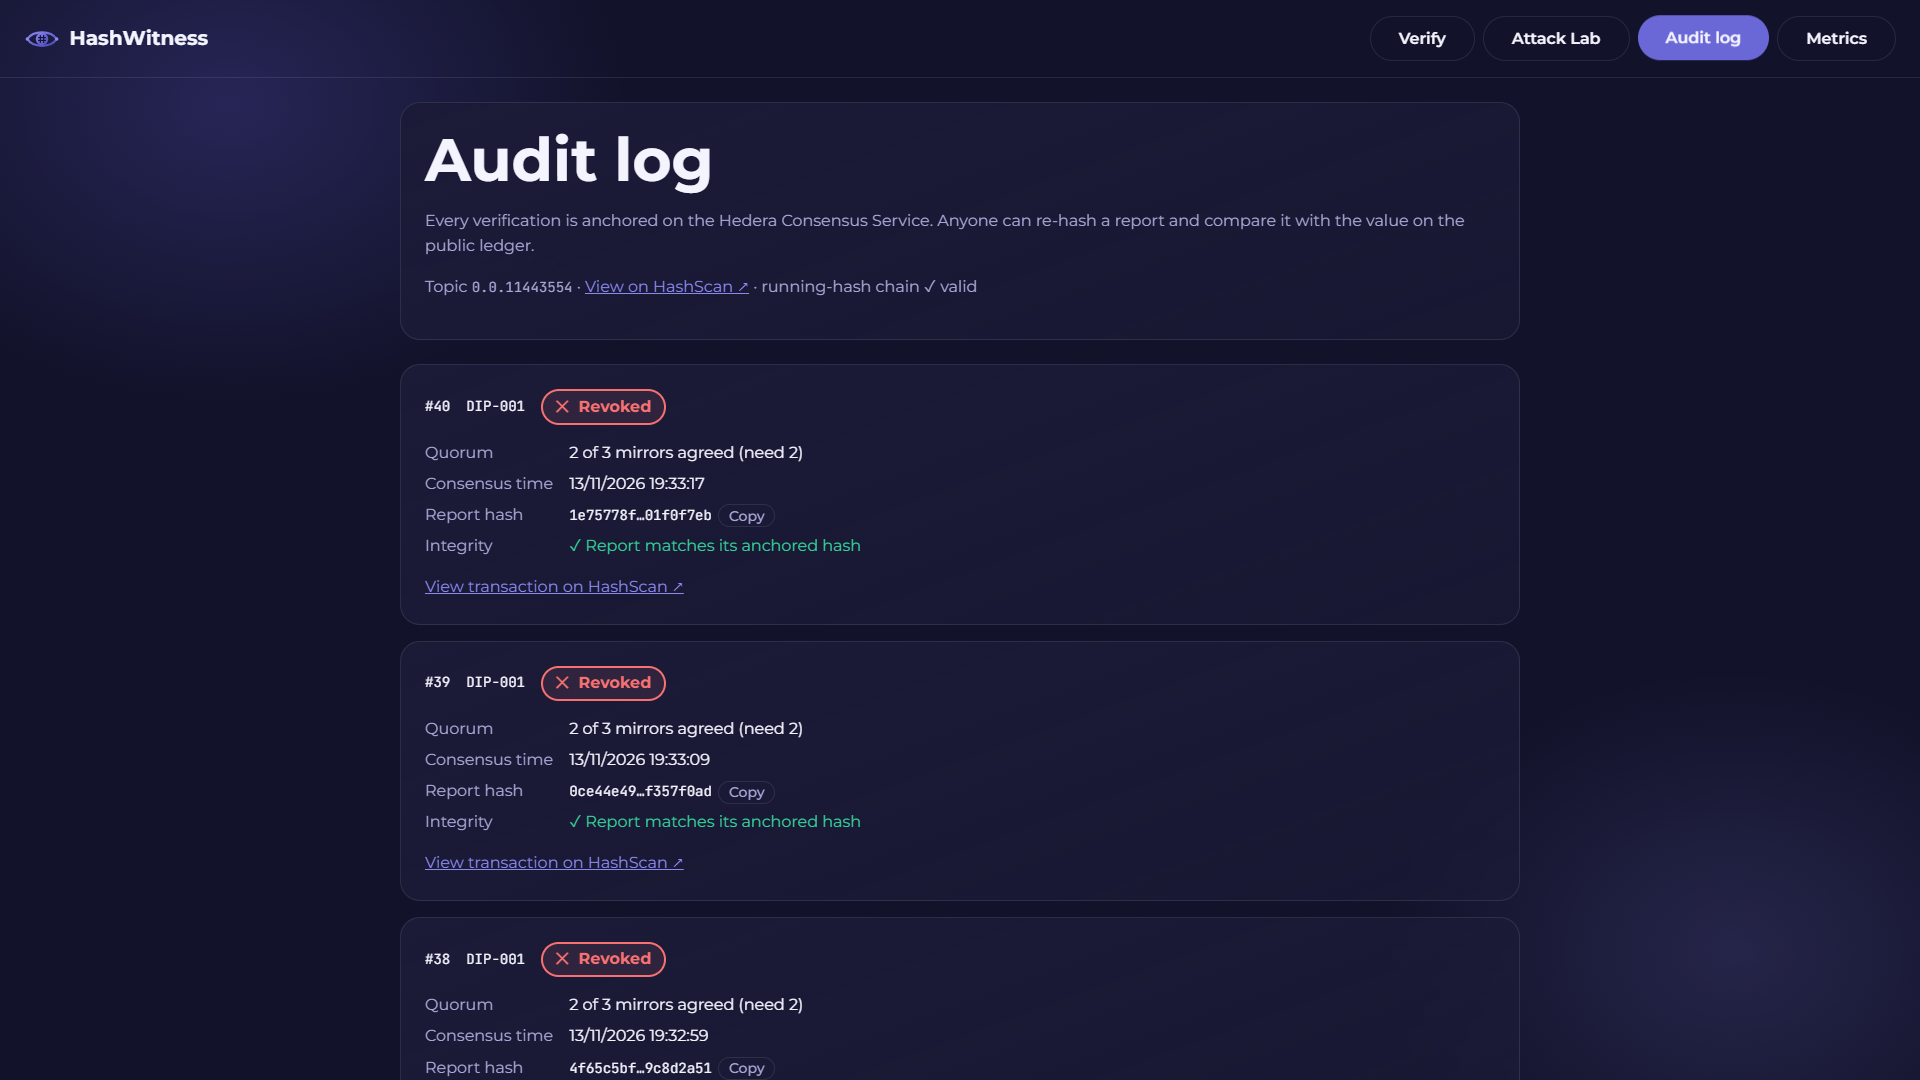 HashWitness
Verify
Attack Lab
Audit log
Metrics
Audit log
Every verification is anchored on the Hedera Consensus Service. Anyone can re-hash a report and compare it with the value on the
public ledger.
Topic 0.0.11443554 · View on HashScan ↗ · running-hash chain ✓ valid
#40 DIP-001 ✕ Revoked
Quorum 2 of 3 mirrors agreed (need 2)
Consensus time 13/11/2026 19:33:17
Report hash 1e75778f…01f0f7eb Copy
Integrity ✓ Report matches its anchored hash
View transaction on HashScan ↗
#39 DIP-001 ✕ Revoked
Quorum 2 of 3 mirrors agreed (need 2)
Consensus time 13/11/2026 19:33:09
Report hash 0ce44e49…f357f0ad Copy
Integrity ✓ Report matches its anchored hash
View transaction on HashScan ↗
#38 DIP-001 ✕ Revoked
Quorum 2 of 3 mirrors agreed (need 2)
Consensus time 13/11/2026 19:32:59
Report hash 4f65c5bf…9c8d2a51 Copy